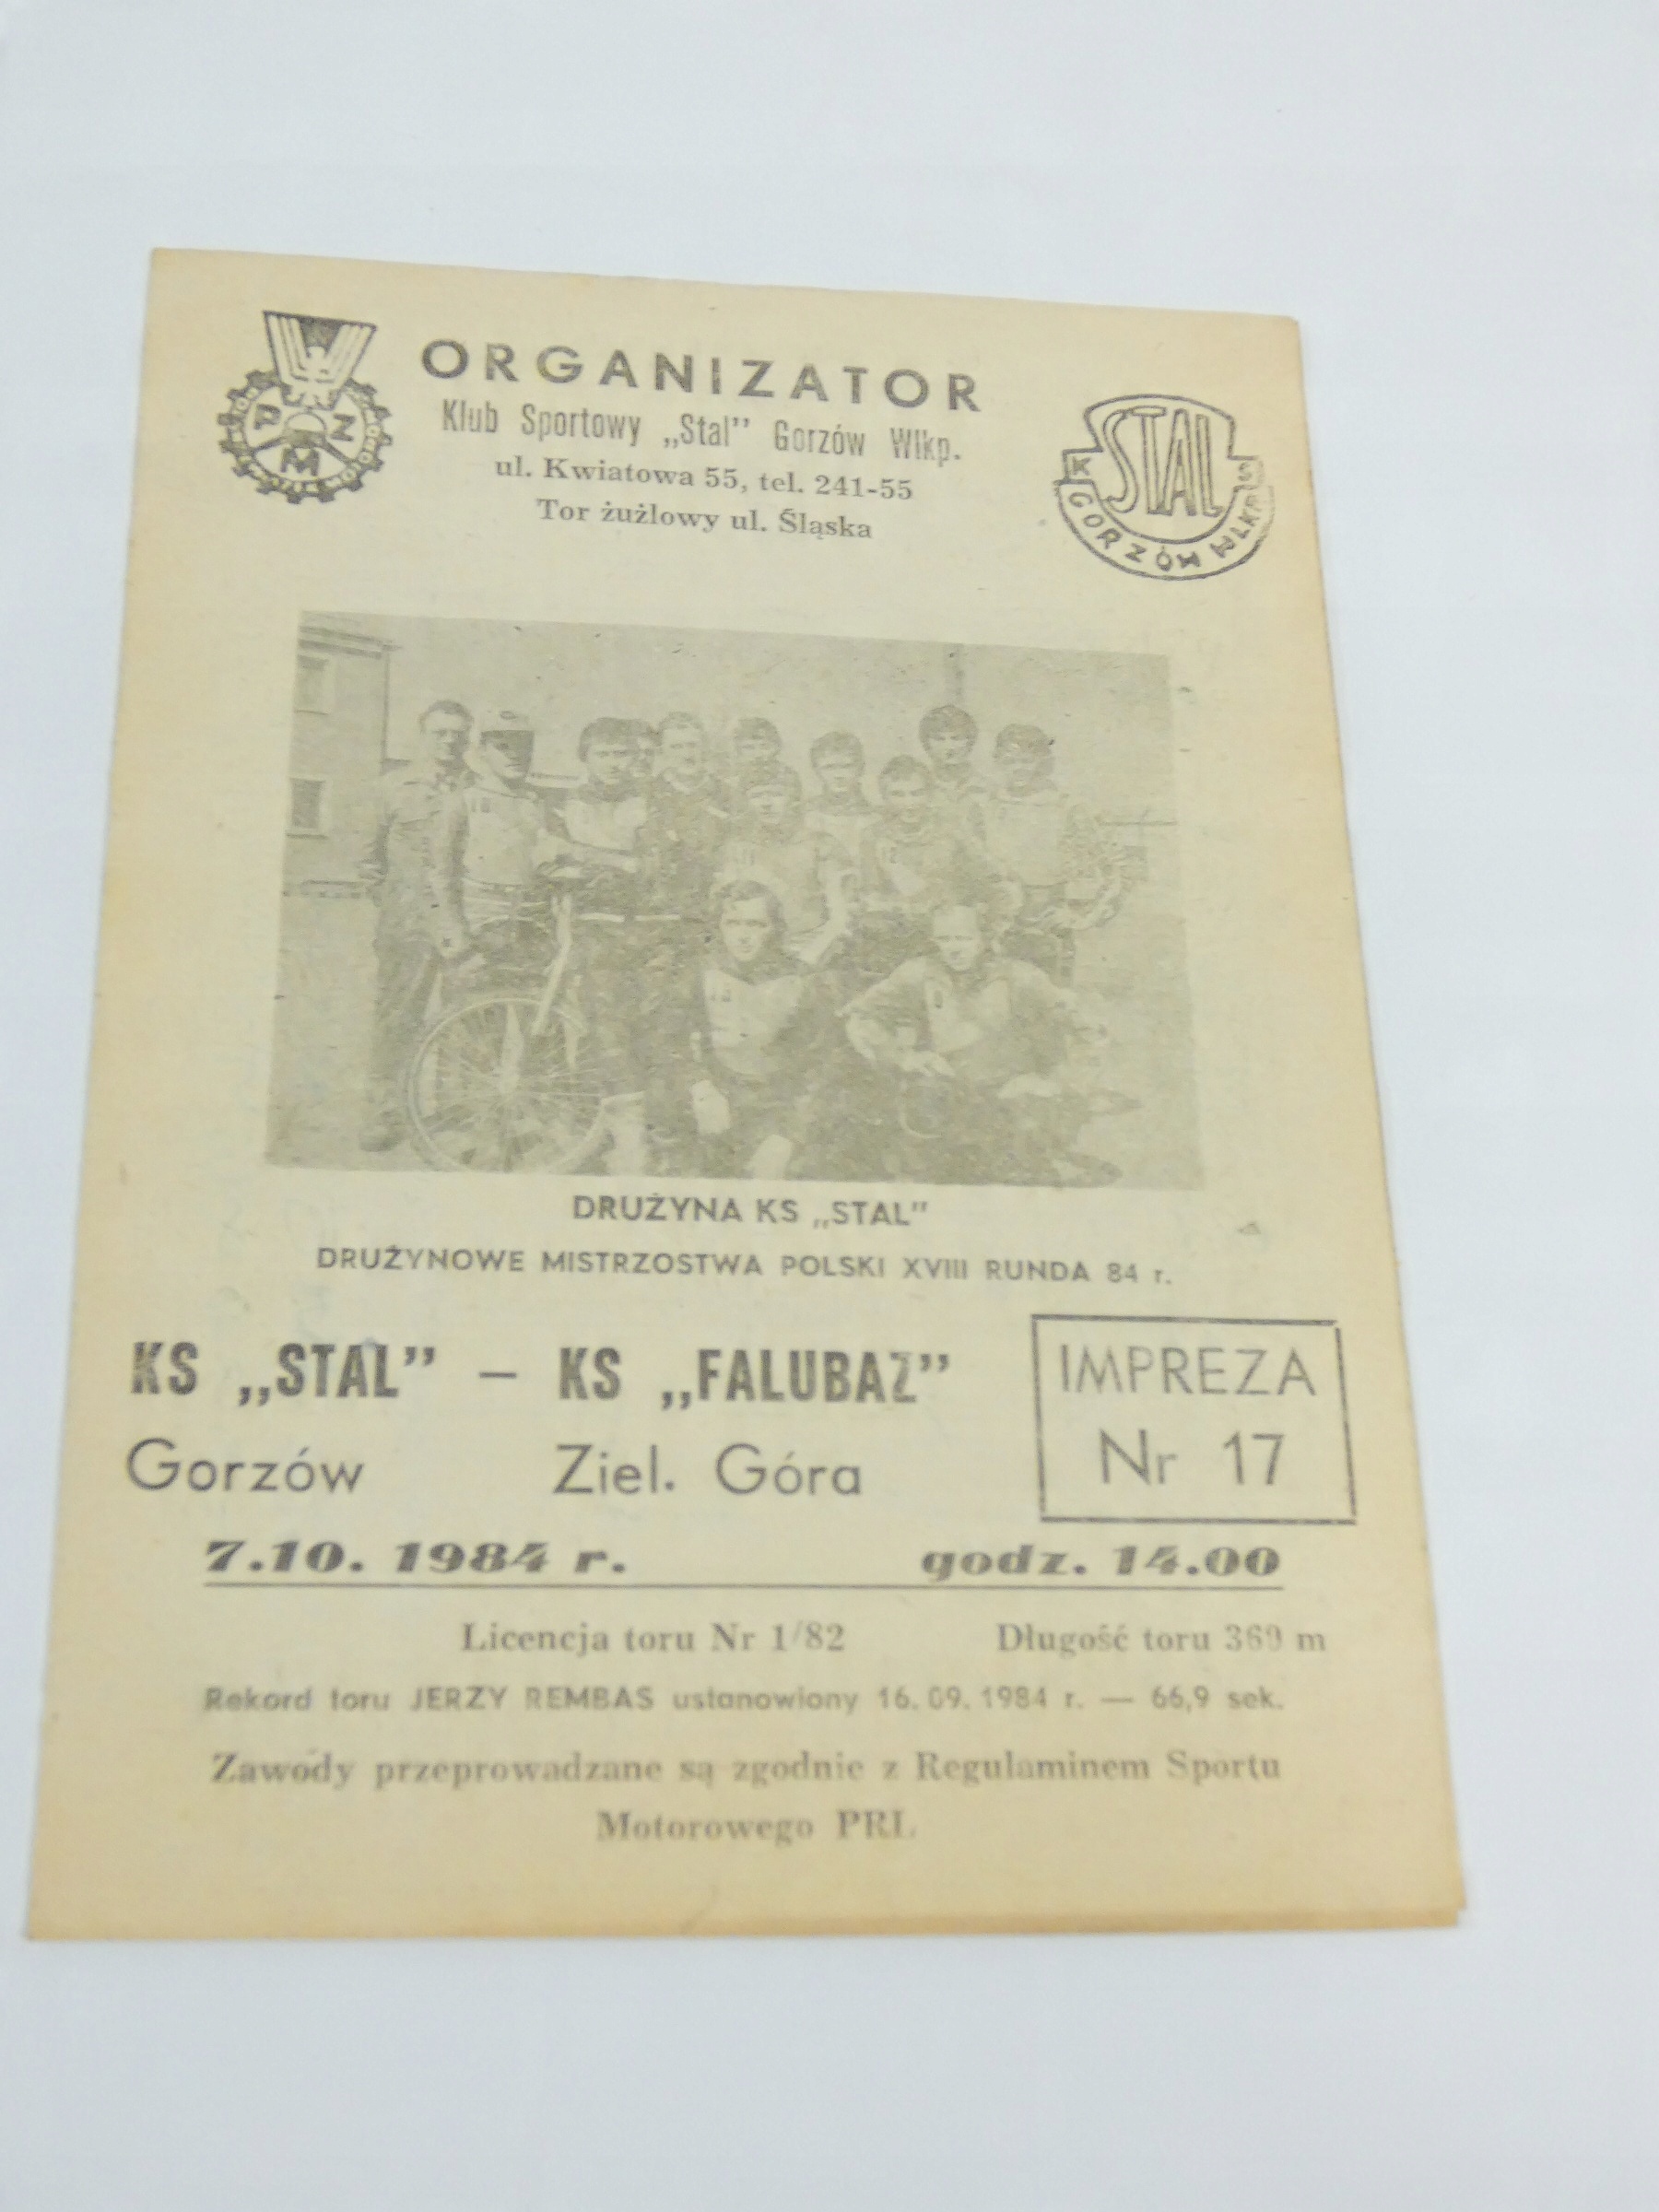 ORGANIZATOR
Klub Sportowy „Stal” Gorzów Wlkp.
ul. Kwiatowa 55, tel. 241-55
Tor żużlowy ul. Śląska
PZM
STAL
KS
GORZÓW WLKP.
DRUŻYNA KS „STAL”
DRUŻYNOWE MISTRZOSTWA POLSKI XVIII RUNDA 84 r.
KS „STAL” — KS „FALUBAZ”
Gorzów Ziel. Góra
IMPREZA
Nr 17
7.10. 1984 r. godz. 14.00
Licencja toru Nr 1/82 Długość toru 360 m
Rekord toru JERZY REMBAS ustanowiony 16.09.1984 r. — 66,9 sek.
Zawody przeprowadzane są zgodnie z Regulaminem Sportu
Motorowego PRL